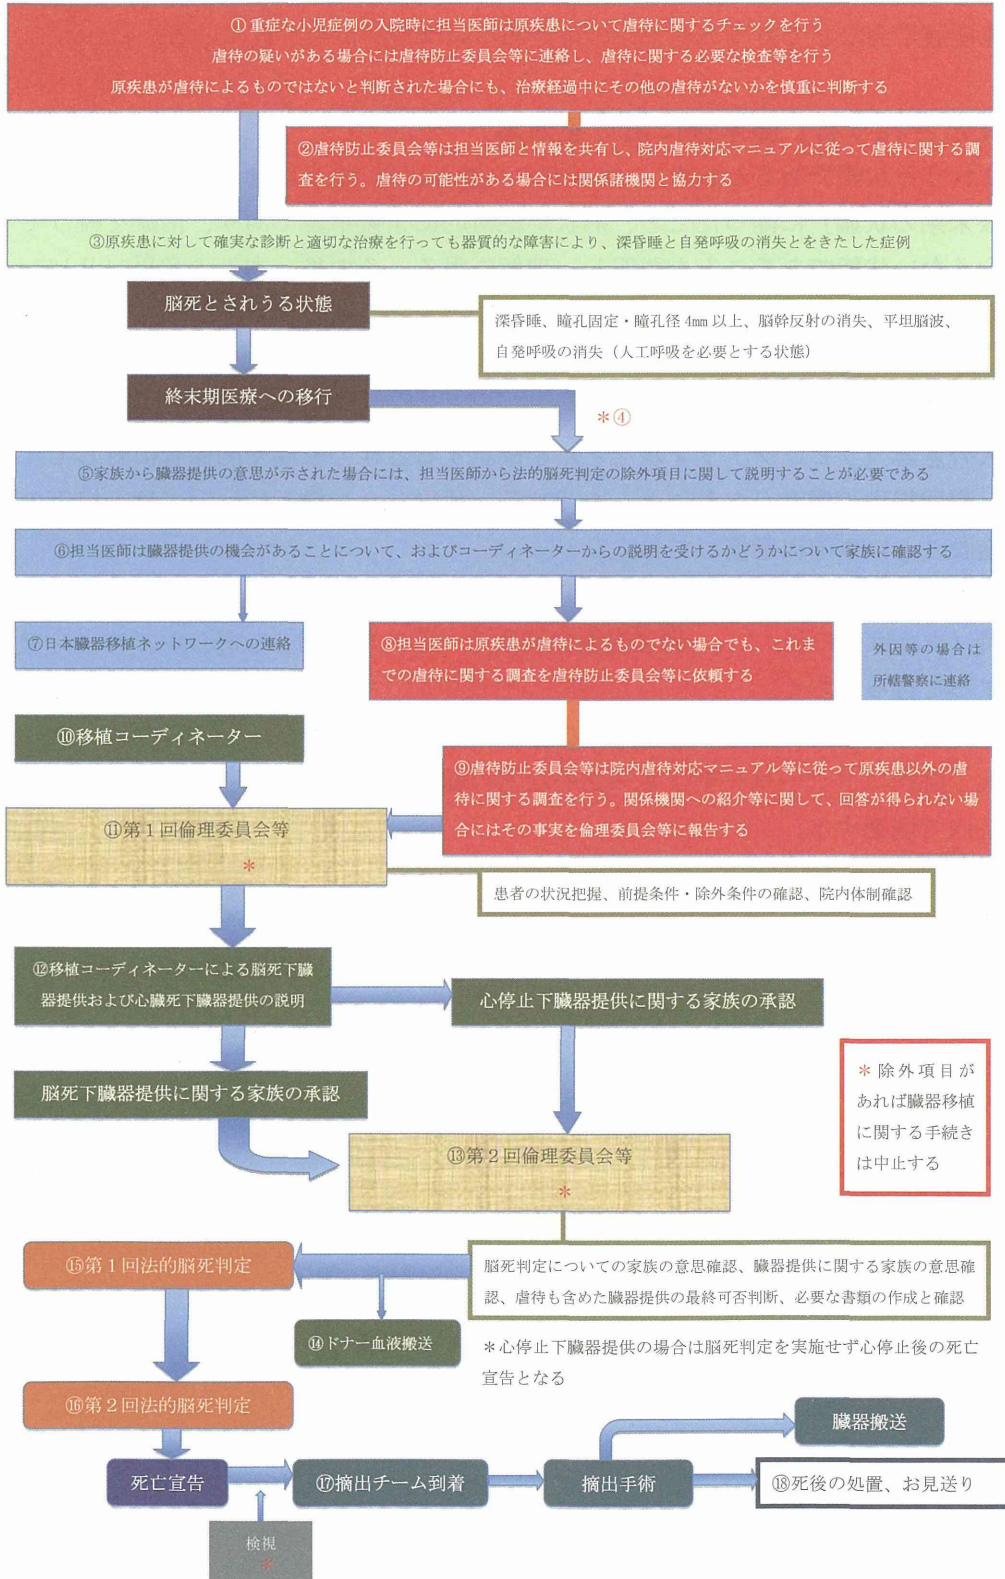 ①重症な小児症例の入院時に担当医師は原疾患について虐待に関するチェックを行う
虐待の疑いがある場合には虐待防止委員会等に連絡し、虐待に関する必要な検査等を行う
原疾患が虐待によるものではないと判断された場合にも、治療経過中にその他の虐待がないかを慎重に判断する
②虐待防止委員会等は担当医師と情報を共有し、院内虐待対応マニュアルに従って虐待に関する調
査を行う。虐待の可能性がある場合には関係諸機関と協力する
③原疾患に対して確実な診断と適切な治療を行っても器質的な障害により、深昏睡と自発呼吸の消失とをきたした症例
脳死とされうる状態
深昏睡、瞳孔固定・瞳孔径 4mm 以上、脳幹反射の消失、平坦脳波、
自発呼吸の消失（人工呼吸を必要とする状態）
終末期医療への移行
＊④
⑤家族から臓器提供の意思が示された場合には、担当医師から法的脳死判定の除外項目に関して説明することが必要である
⑥担当医師は臓器提供の機会があることについて、およびコーディネーターからの説明を受けるかどうかについて家族に確認する
⑦日本臓器移植ネットワークへの連絡
⑧担当医師は原疾患が虐待によるものでない場合でも、これま
での虐待に関する調査を虐待防止委員会等に依頼する
外因等の場合は
所轄警察に連絡
⑩移植コーディネーター
⑨虐待防止委員会等は院内虐待対応マニュアル等に従って原疾患以外の虐
待に関する調査を行う。関係機関への紹介等に関して、回答が得られない場
合にはその事実を倫理委員会等に報告する
⑪第１回倫理委員会等
＊
患者の状況把握、前提条件・除外条件の確認、院内体制確認
⑫移植コーディネーターによる脳死下臓
器提供および心臓死下臓器提供の説明
心停止下臓器提供に関する家族の承認
脳死下臓器提供に関する家族の承認
＊除外項目が
あれば臓器移植
に関する手続き
は中止する
⑬第２回倫理委員会等
＊
⑮第１回法的脳死判定
脳死判定についての家族の意思確認、臓器提供に関する家族の意思確
認、虐待も含めた臓器提供の最終可否判断、必要な書類の作成と確認
⑭ドナー血液搬送
＊心停止下臓器提供の場合は脳死判定を実施せず心停止後の死亡
宣告となる
⑯第２回法的脳死判定
臓器搬送
死亡宣告
⑰摘出チーム到着
摘出手術
⑱死後の処置、お見送り
検視
＊